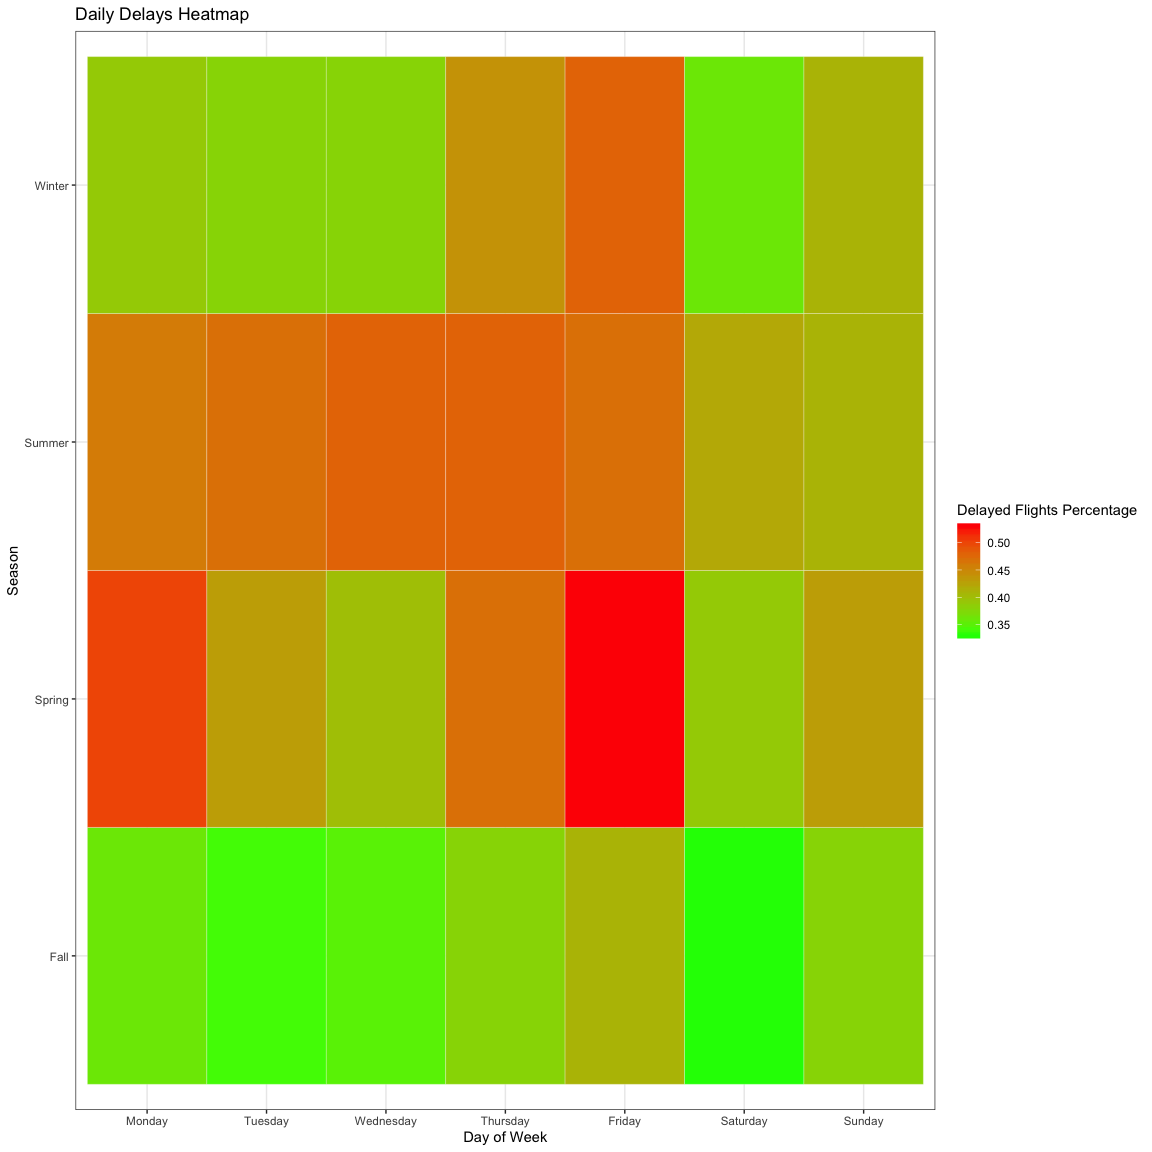 Daily Delays Heatmap
Winter
Summer
Spring
Fall
Season
Monday Tuesday Wednesday Thursday Friday Saturday Sunday
Day of Week
Delayed Flights Percentage
0.50
0.45
0.40
0.35